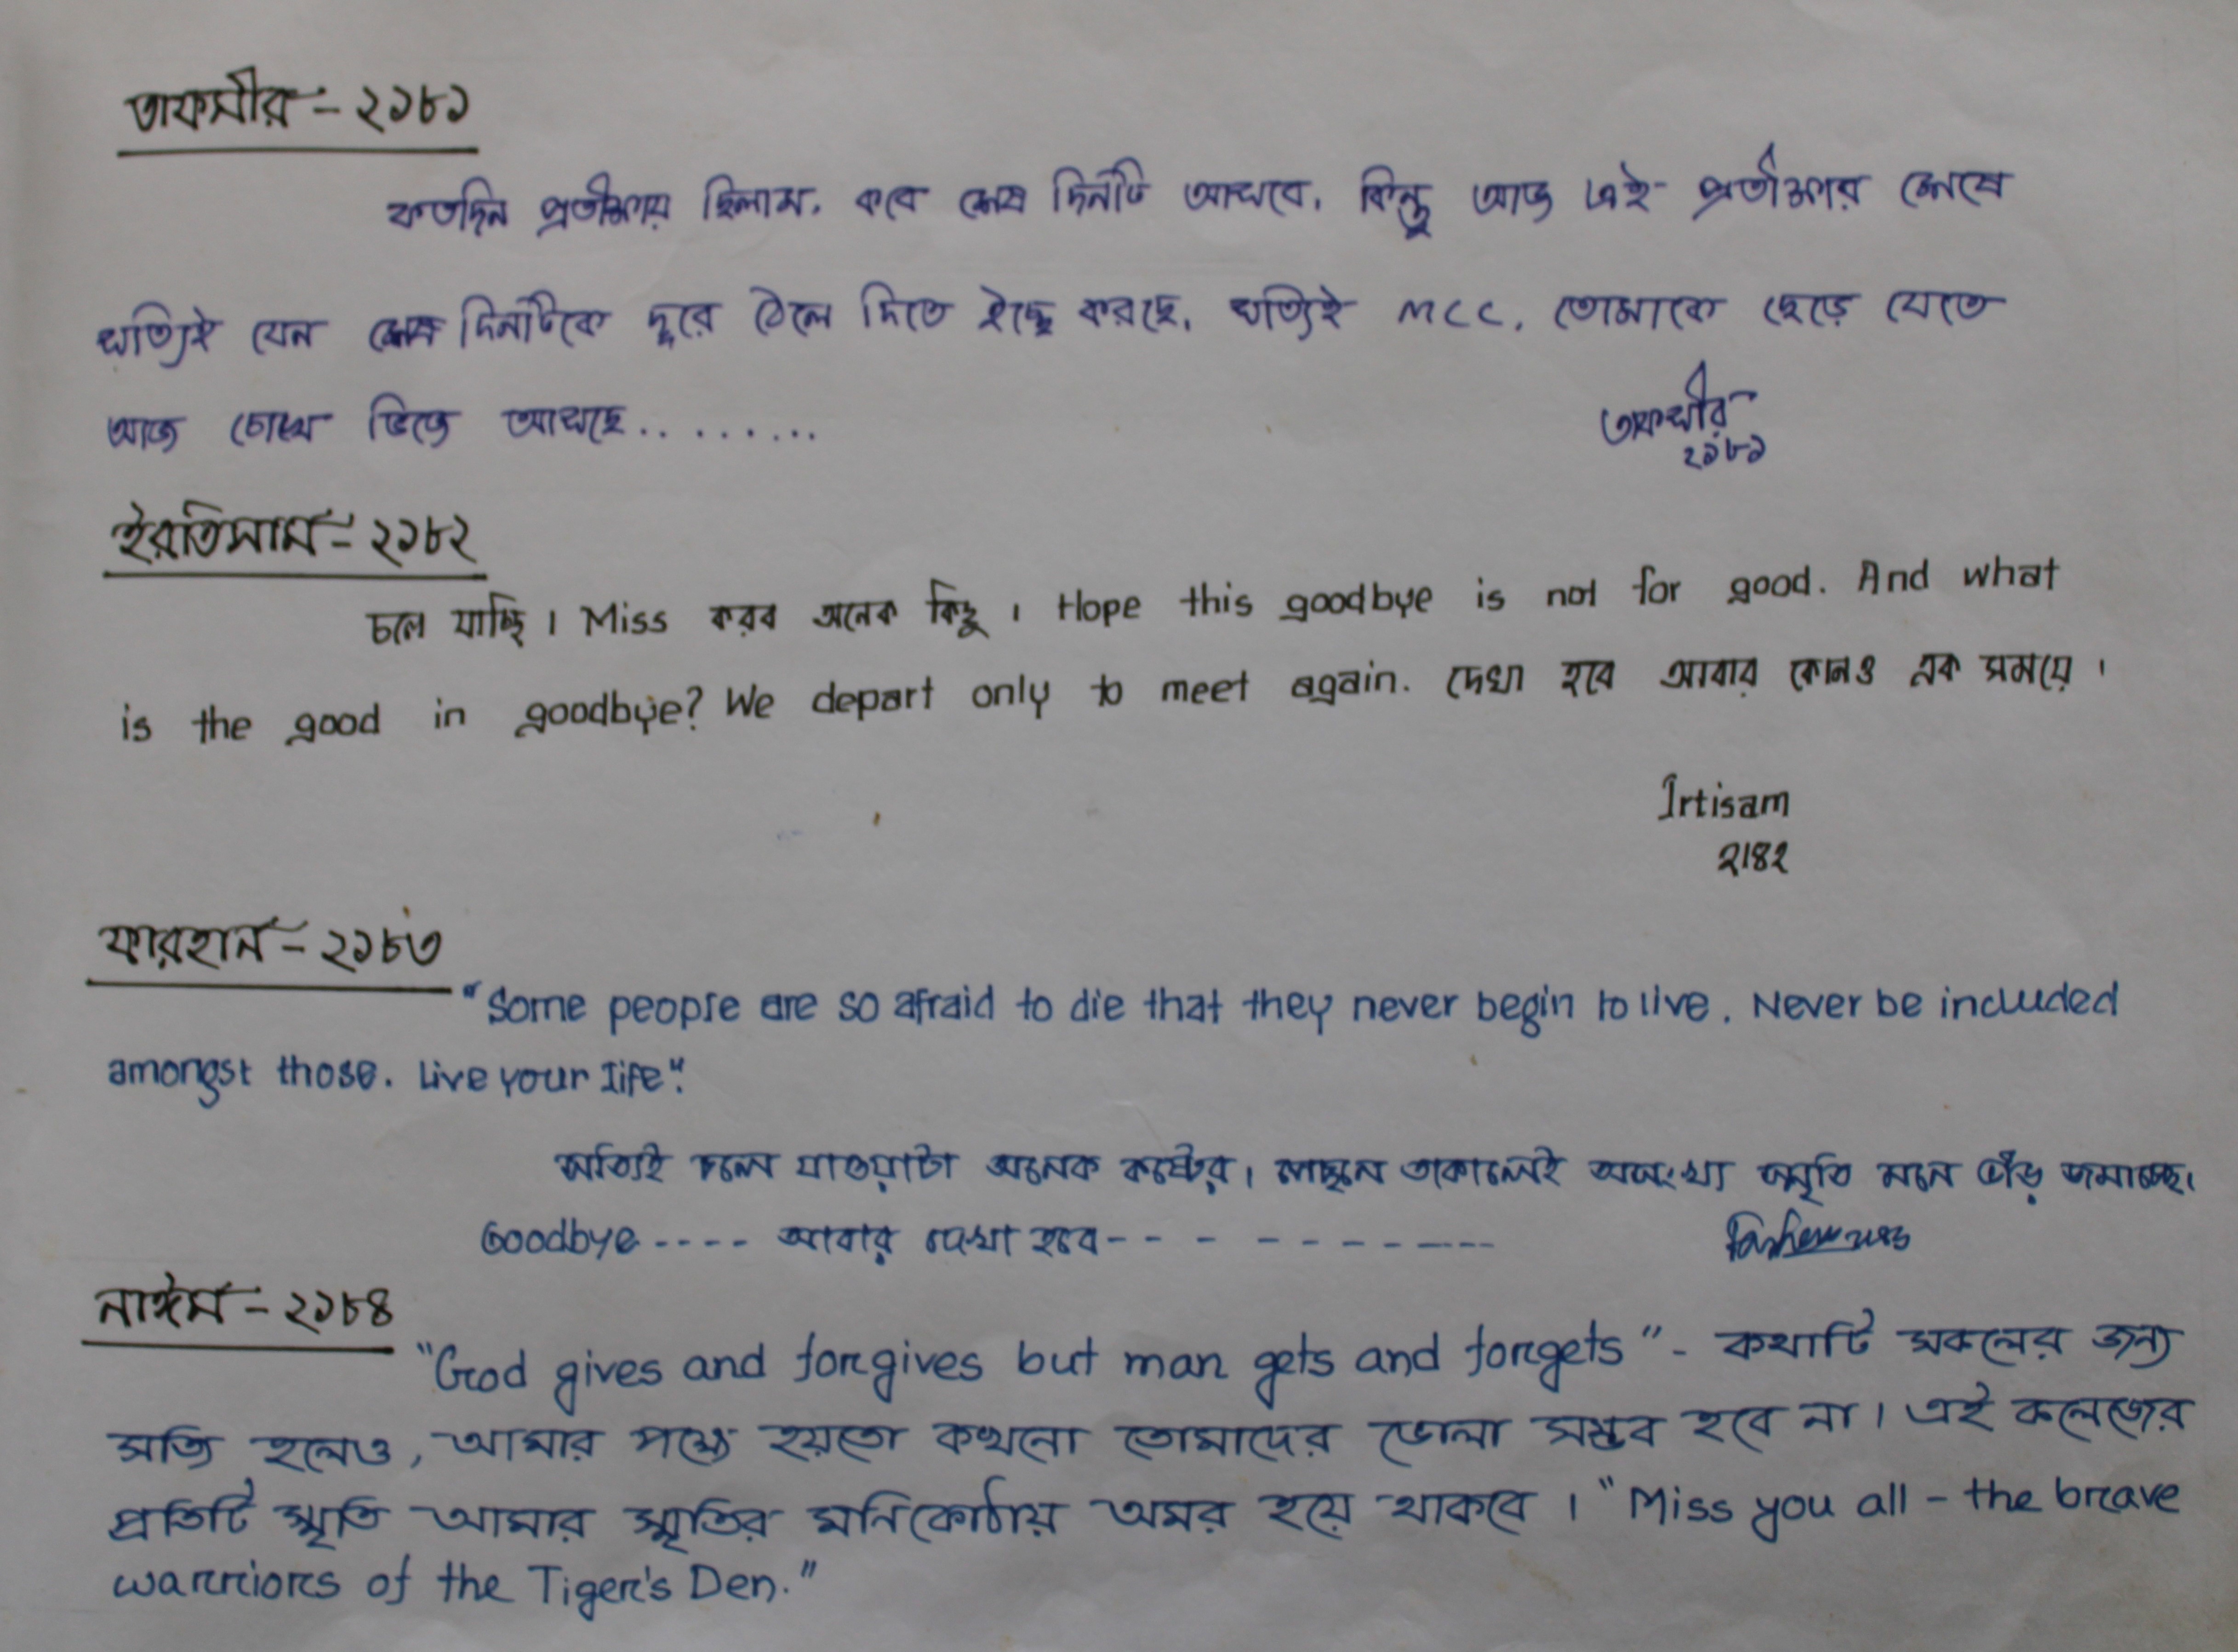 তাফসীর - ২১৮১
কতদিন প্রতীক্ষায় ছিলাম, কবে শেষ দিনটি আসবে, কিন্তু আজ এই প্রতীক্ষার শেষে
সত্যিই যেন শেষ দিনটিকে দূরে ঠেলে দিতে ইচ্ছে করছে, সত্যিই MCC, তোমাকে ছেড়ে যেতে
আজ চোখ ভিজে আসছে.........
তাফসীর
২১৮১
ইরতিসাম - ২১৮২
চলে যাচ্ছি। Miss করব অনেক কিছু। Hope this goodbye is not for good. And what
is the good in goodbye? We depart only to meet again. দেখা হবে আবার কোনও এক সময়ে।
Irtisam
2182
ফারহান - ২১৮৩
"Some people are so afraid to die that they never begin to live. Never be included
amongst those. Live your life".
সত্যিই চলে যাওয়াটা অনেক কষ্টের। পেছনে তাকালেই অসংখ্য স্মৃতি মনে ভীঁড় জমাচ্ছে।
Goodbye---- আবার দেখা হবে-- - - - - - - ----
2183
নাঈম - ২১৮৪
"God gives and forgives but man gets and forgets" - কথাটি সকলের জন্য
সত্যি হলেও, আমার পক্ষে হয়তো কখনো তোমাদের ভোলা সম্ভব হবে না। এই কলেজের
প্রতিটি স্মৃতি আমার স্মৃতির মনিকোঠায় অমর হয়ে থাকবে। "Miss you all - the brave
warriors of the Tiger's Den."